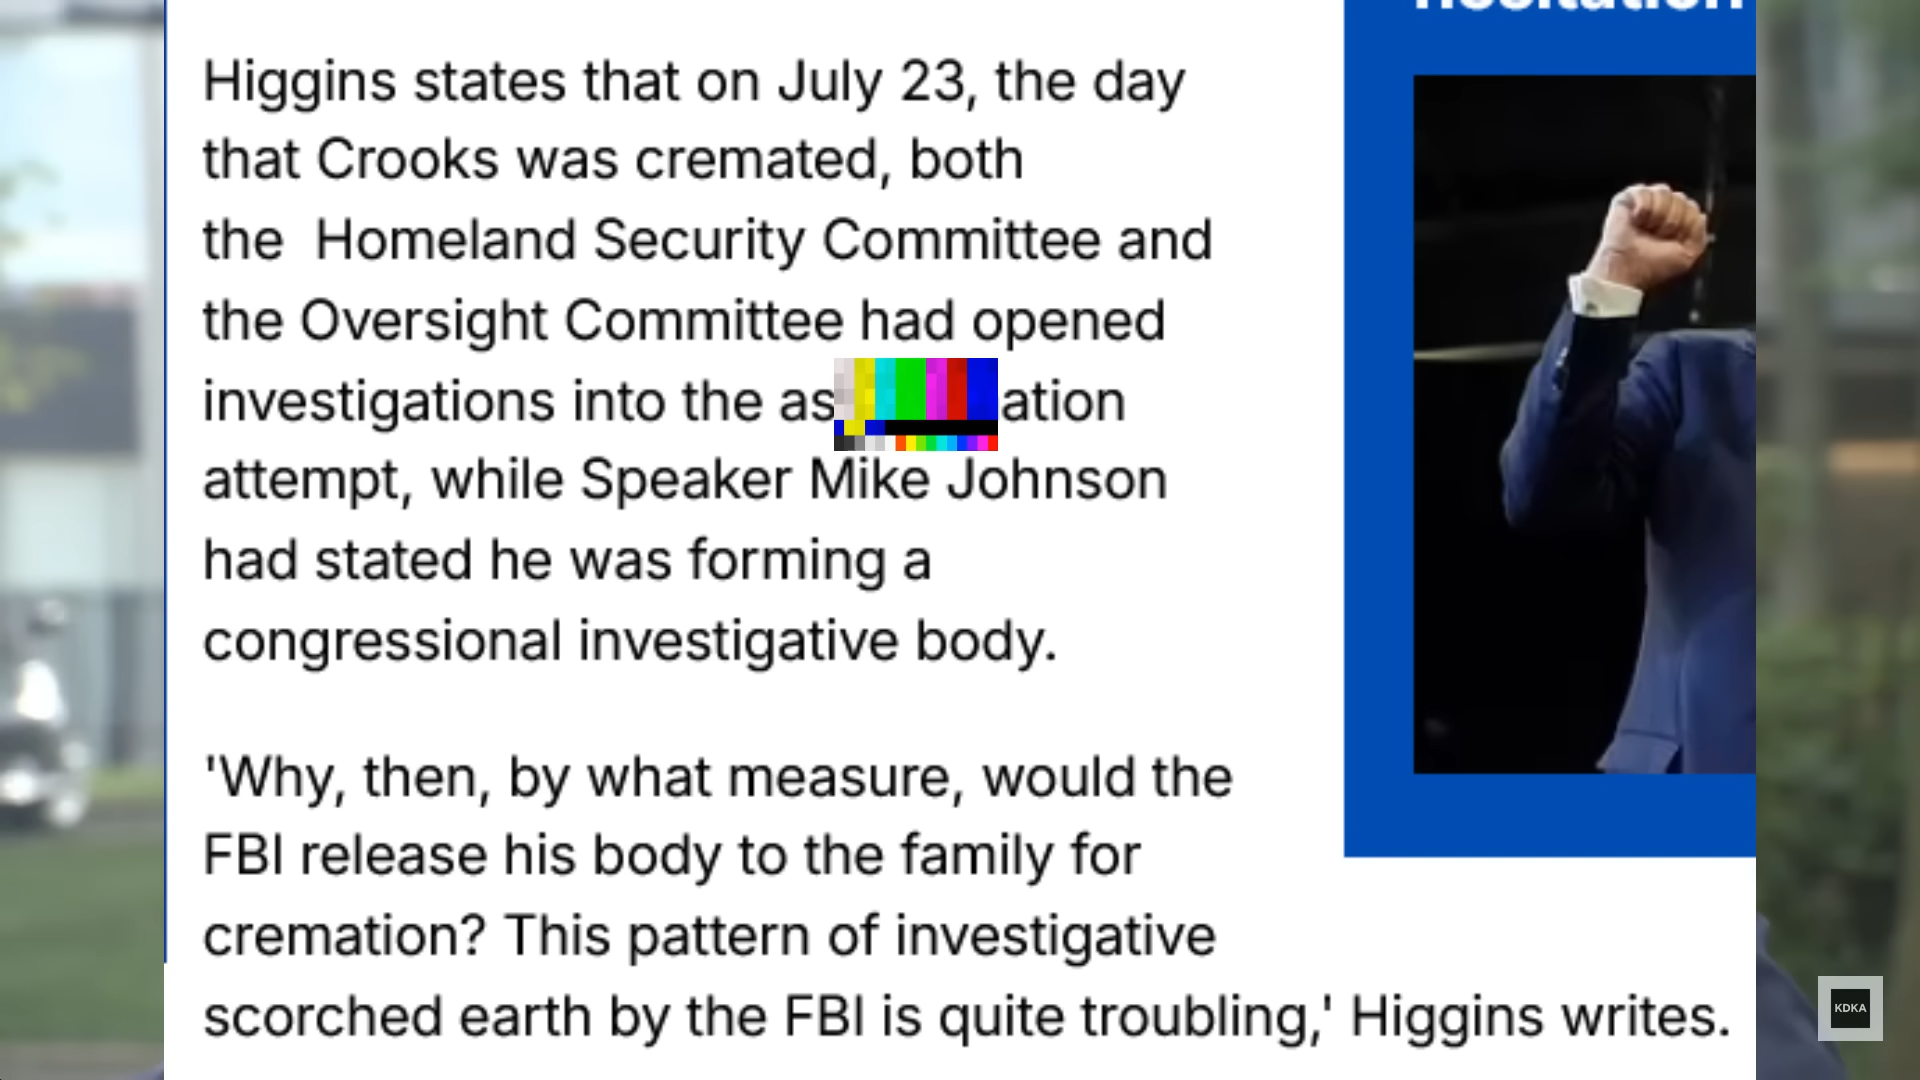 hesitation
Higgins states that on July 23, the day
that Crooks was cremated, both
the  Homeland Security Committee and
the Oversight Committee had opened
investigations into the as ation
attempt, while Speaker Mike Johnson
had stated he was forming a
congressional investigative body.
'Why, then, by what measure, would the
FBI release his body to the family for
cremation? This pattern of investigative
scorched earth by the FBI is quite troubling,' Higgins writes.
KDKA